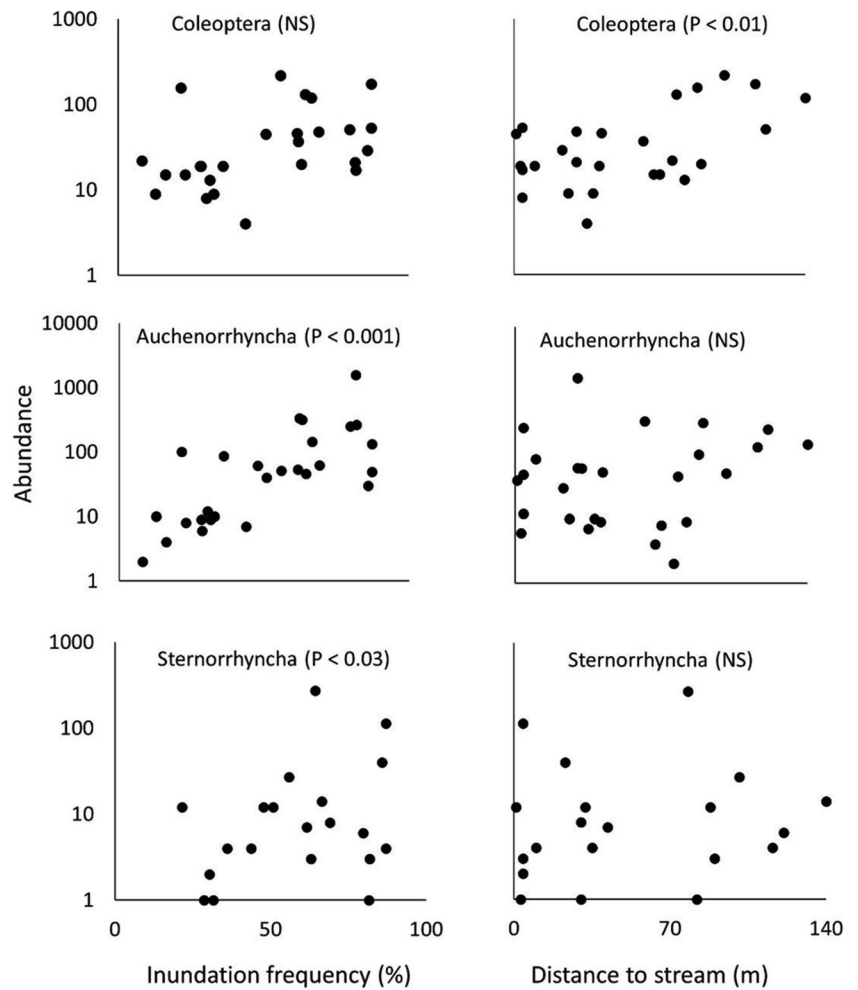 1000
Coleoptera (NS)
Coleoptera (P < 0.01)
100
10
1
10000
Auchenorrhyncha (P < 0.001)
Auchenorrhyncha (NS)
1000
100
10
1
Abundance
1000
Sternorrhyncha (P < 0.03)
Sternorrhyncha (NS)
100
10
1
0 50 100
0 70 140
Inundation frequency (%)
Distance to stream (m)